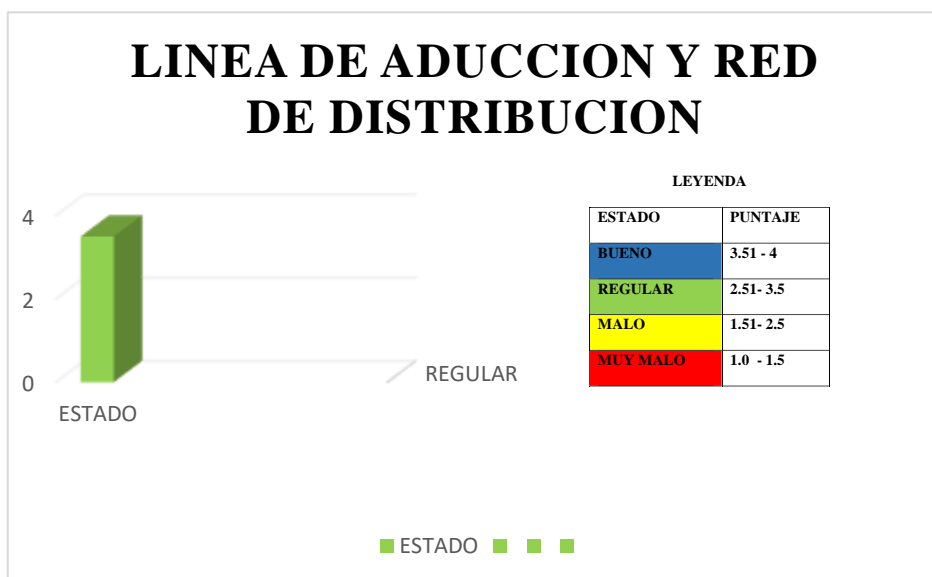 LINEA DE ADUCCION Y RED
DE DISTRIBUCION
LEYENDA
ESTADO PUNTAJE
BUENO 3.51 - 4
REGULAR 2.51- 3.5
MALO 1.51- 2.5
MUY MALO 1.0 - 1.5
4
2
0
ESTADO
REGULAR
ESTADO